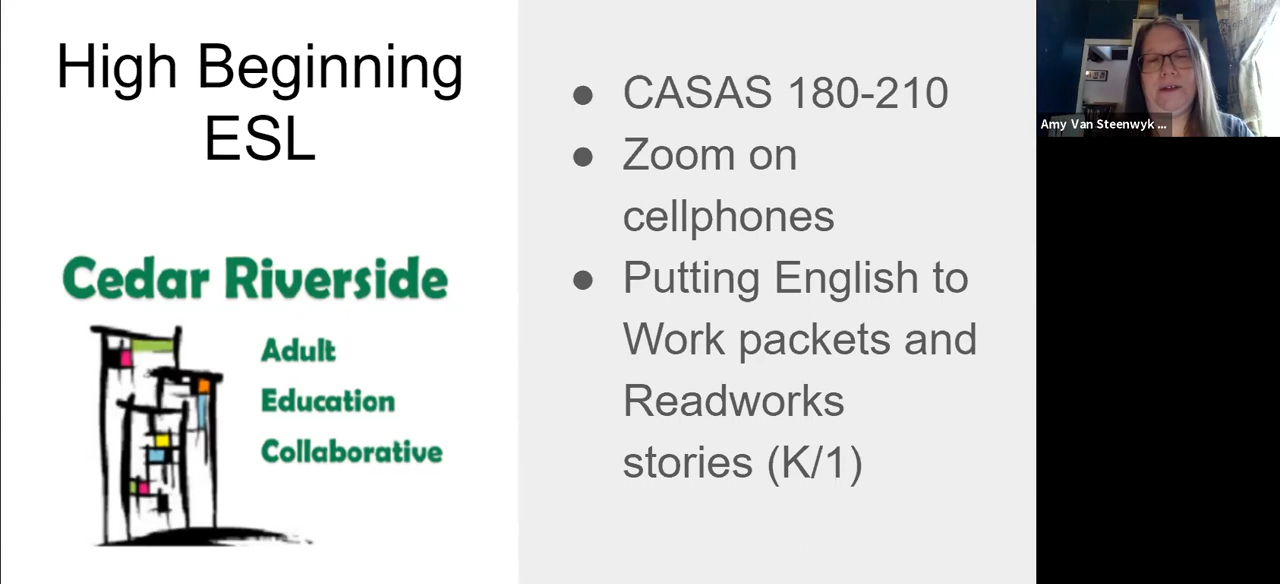 High Beginning
ESL
Cedar Riverside
Adult
Education
Collaborative
● CASAS 180-210
● Zoom on
cellphones
● Putting English to
Work packets and
Readworks
stories (K/1)
Amy Van Steenwyk ...